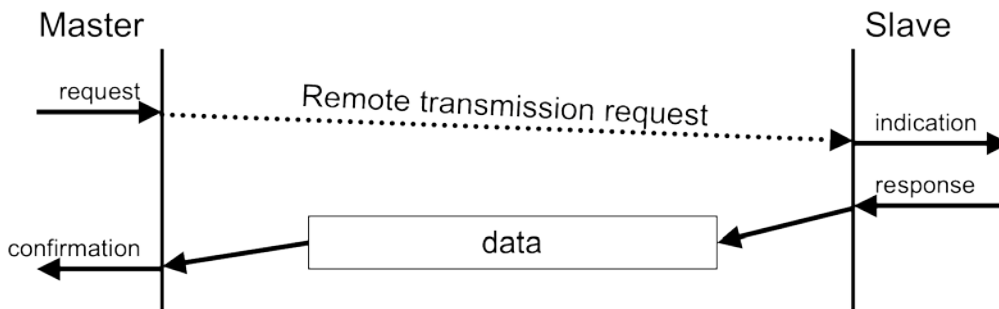 Master
Slave
request
Remote transmission request
indication
response
data
confirmation